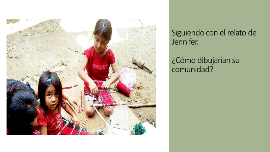 Siguiendo con el relato de
Jennifer.
¿Cómo dibujarían su
comunidad?